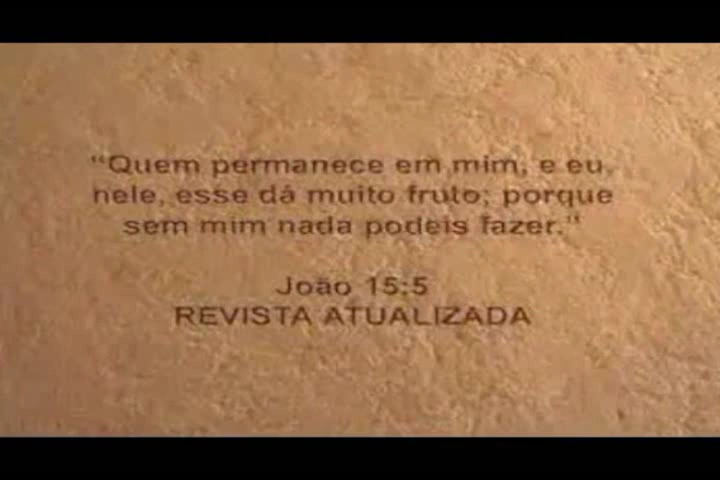 "Quem permanece em mim, e eu,
nele, esse dá muito fruto; porque
sem mim nada podeis fazer."
João 15:5
REVISTA ATUALIZADA